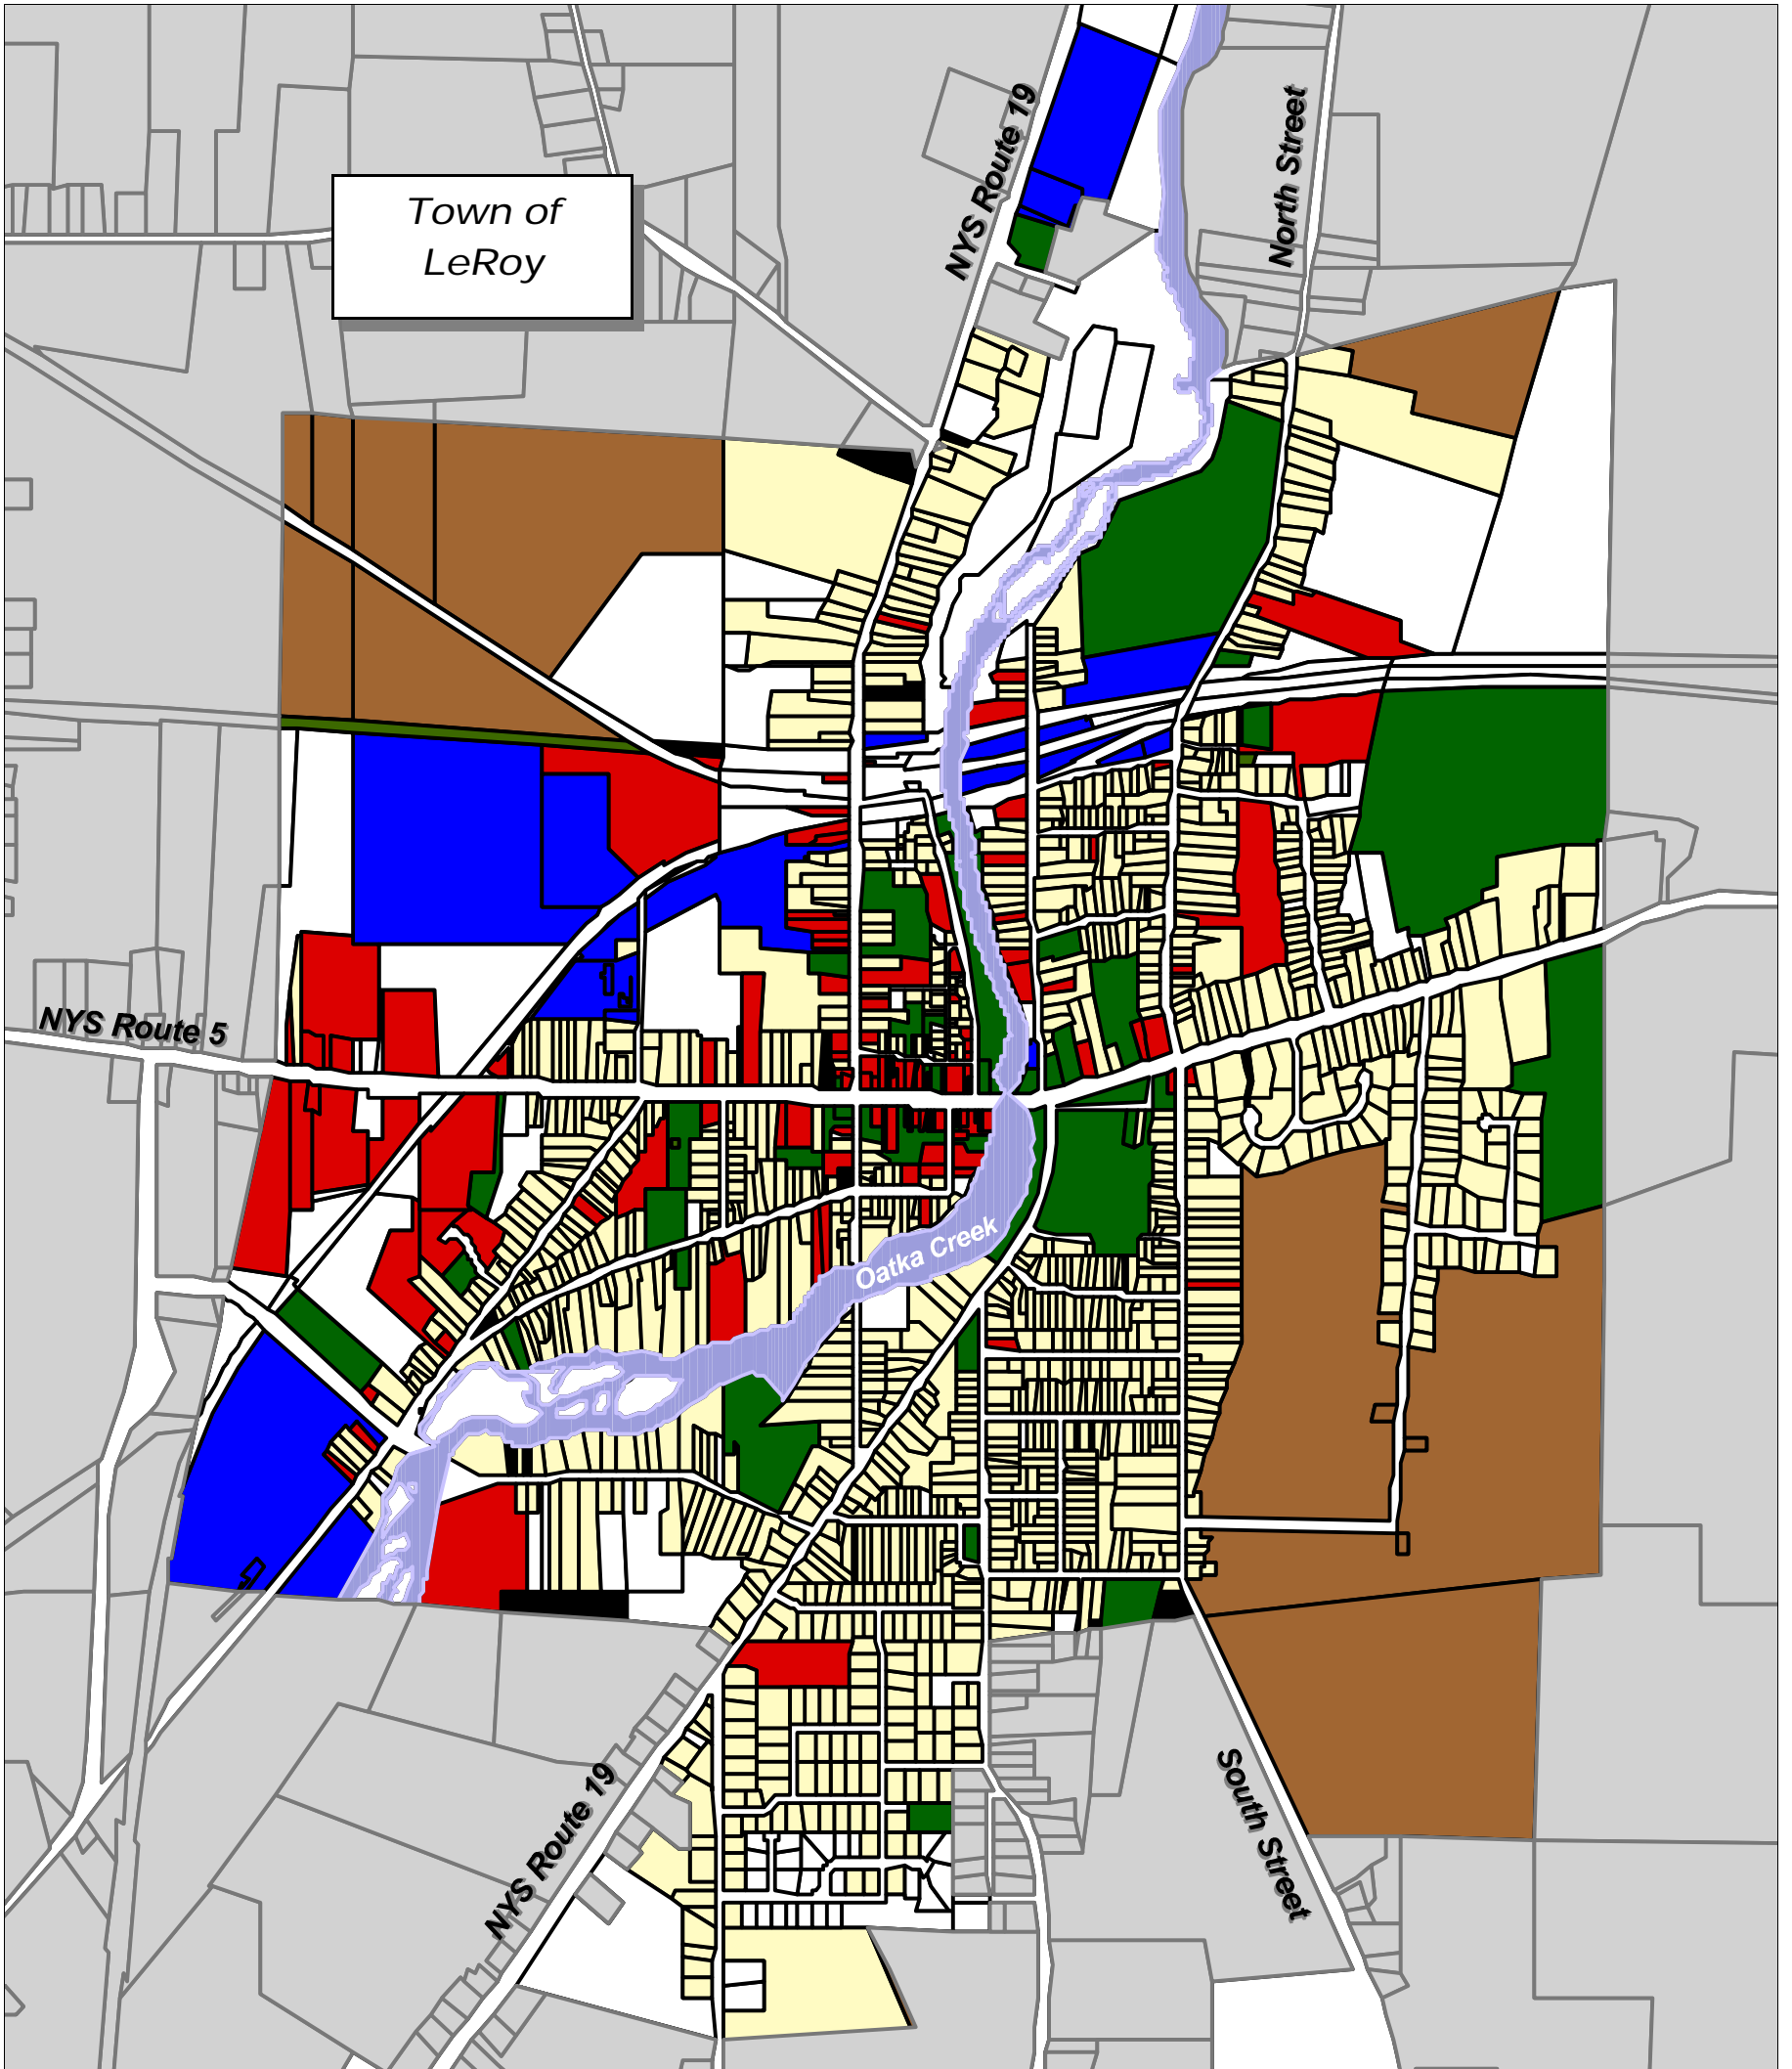 NYS Route 19
North Street
Town of
LeRoy
NYS Route 5
Oatka Creek
NYS Route 19
South Street